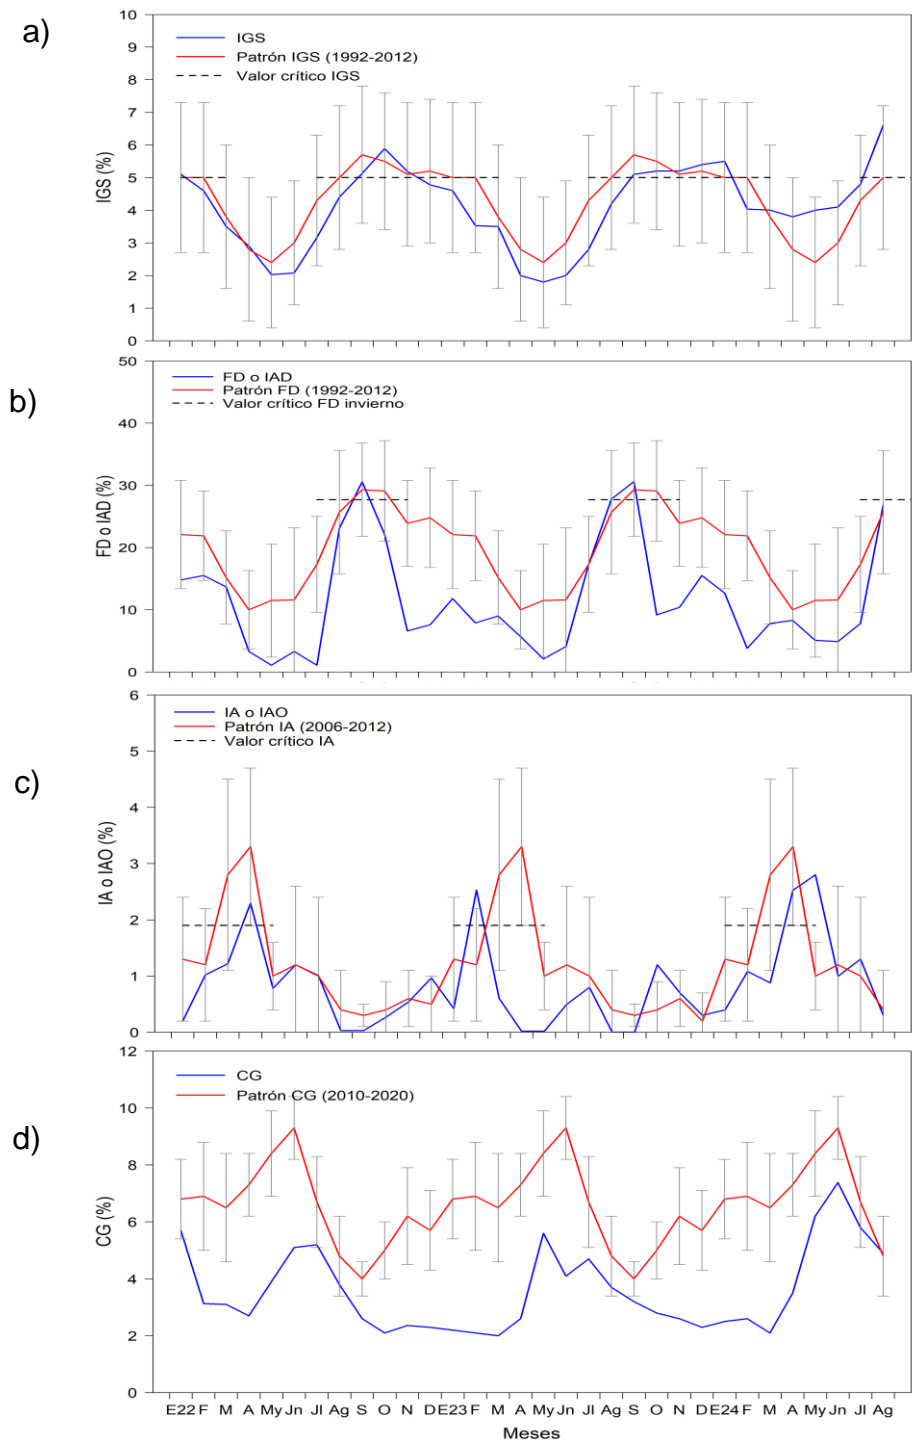 a)
10
9
8
7
6
5
4
3
2
1
0
IGS (%)
IGS
Patrón IGS (1992-2012)
Valor crítico IGS
b)
50
40
30
20
10
0
FD o IAD (%)
FD o IAD
Patrón FD (1992-2012)
Valor crítico FD invierno
c)
6
5
4
3
2
1
0
IA o IAO (%)
IA o IAO
Patrón IA (2006-2012)
Valor crítico IA
d)
12
10
8
6
4
2
0
CG (%)
CG
Patrón CG (2010-2020)
E22 F M A My Jn Jl Ag S O N D E23 F M A My Jn Jl Ag S O N D E24 F M A My Jn Jl Ag
Meses